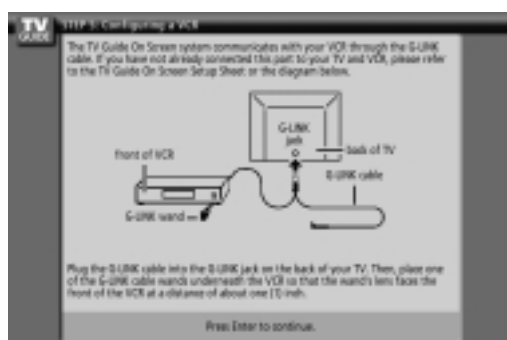 TV
GUIDE
STEP 3: Configuring a VCR
The TV Guide On Screen system communicates with your VCR through the G-LINK
cable. If you have not already connected this part to your TV and VCR, please refer
to the TV Guide On Screen Setup Sheet or the diagram below.
G-LINK
jack
Front of VCR
back of TV
G-LINK cable
G-LINK wand
Plug the G-LINK cable into the G-LINK jack on the back of your TV. Then, place one
of the G-LINK cable wands underneath the VCR so that the wand's lens faces the
front of the VCR at a distance of about one (1) inch.
Press Enter to continue.